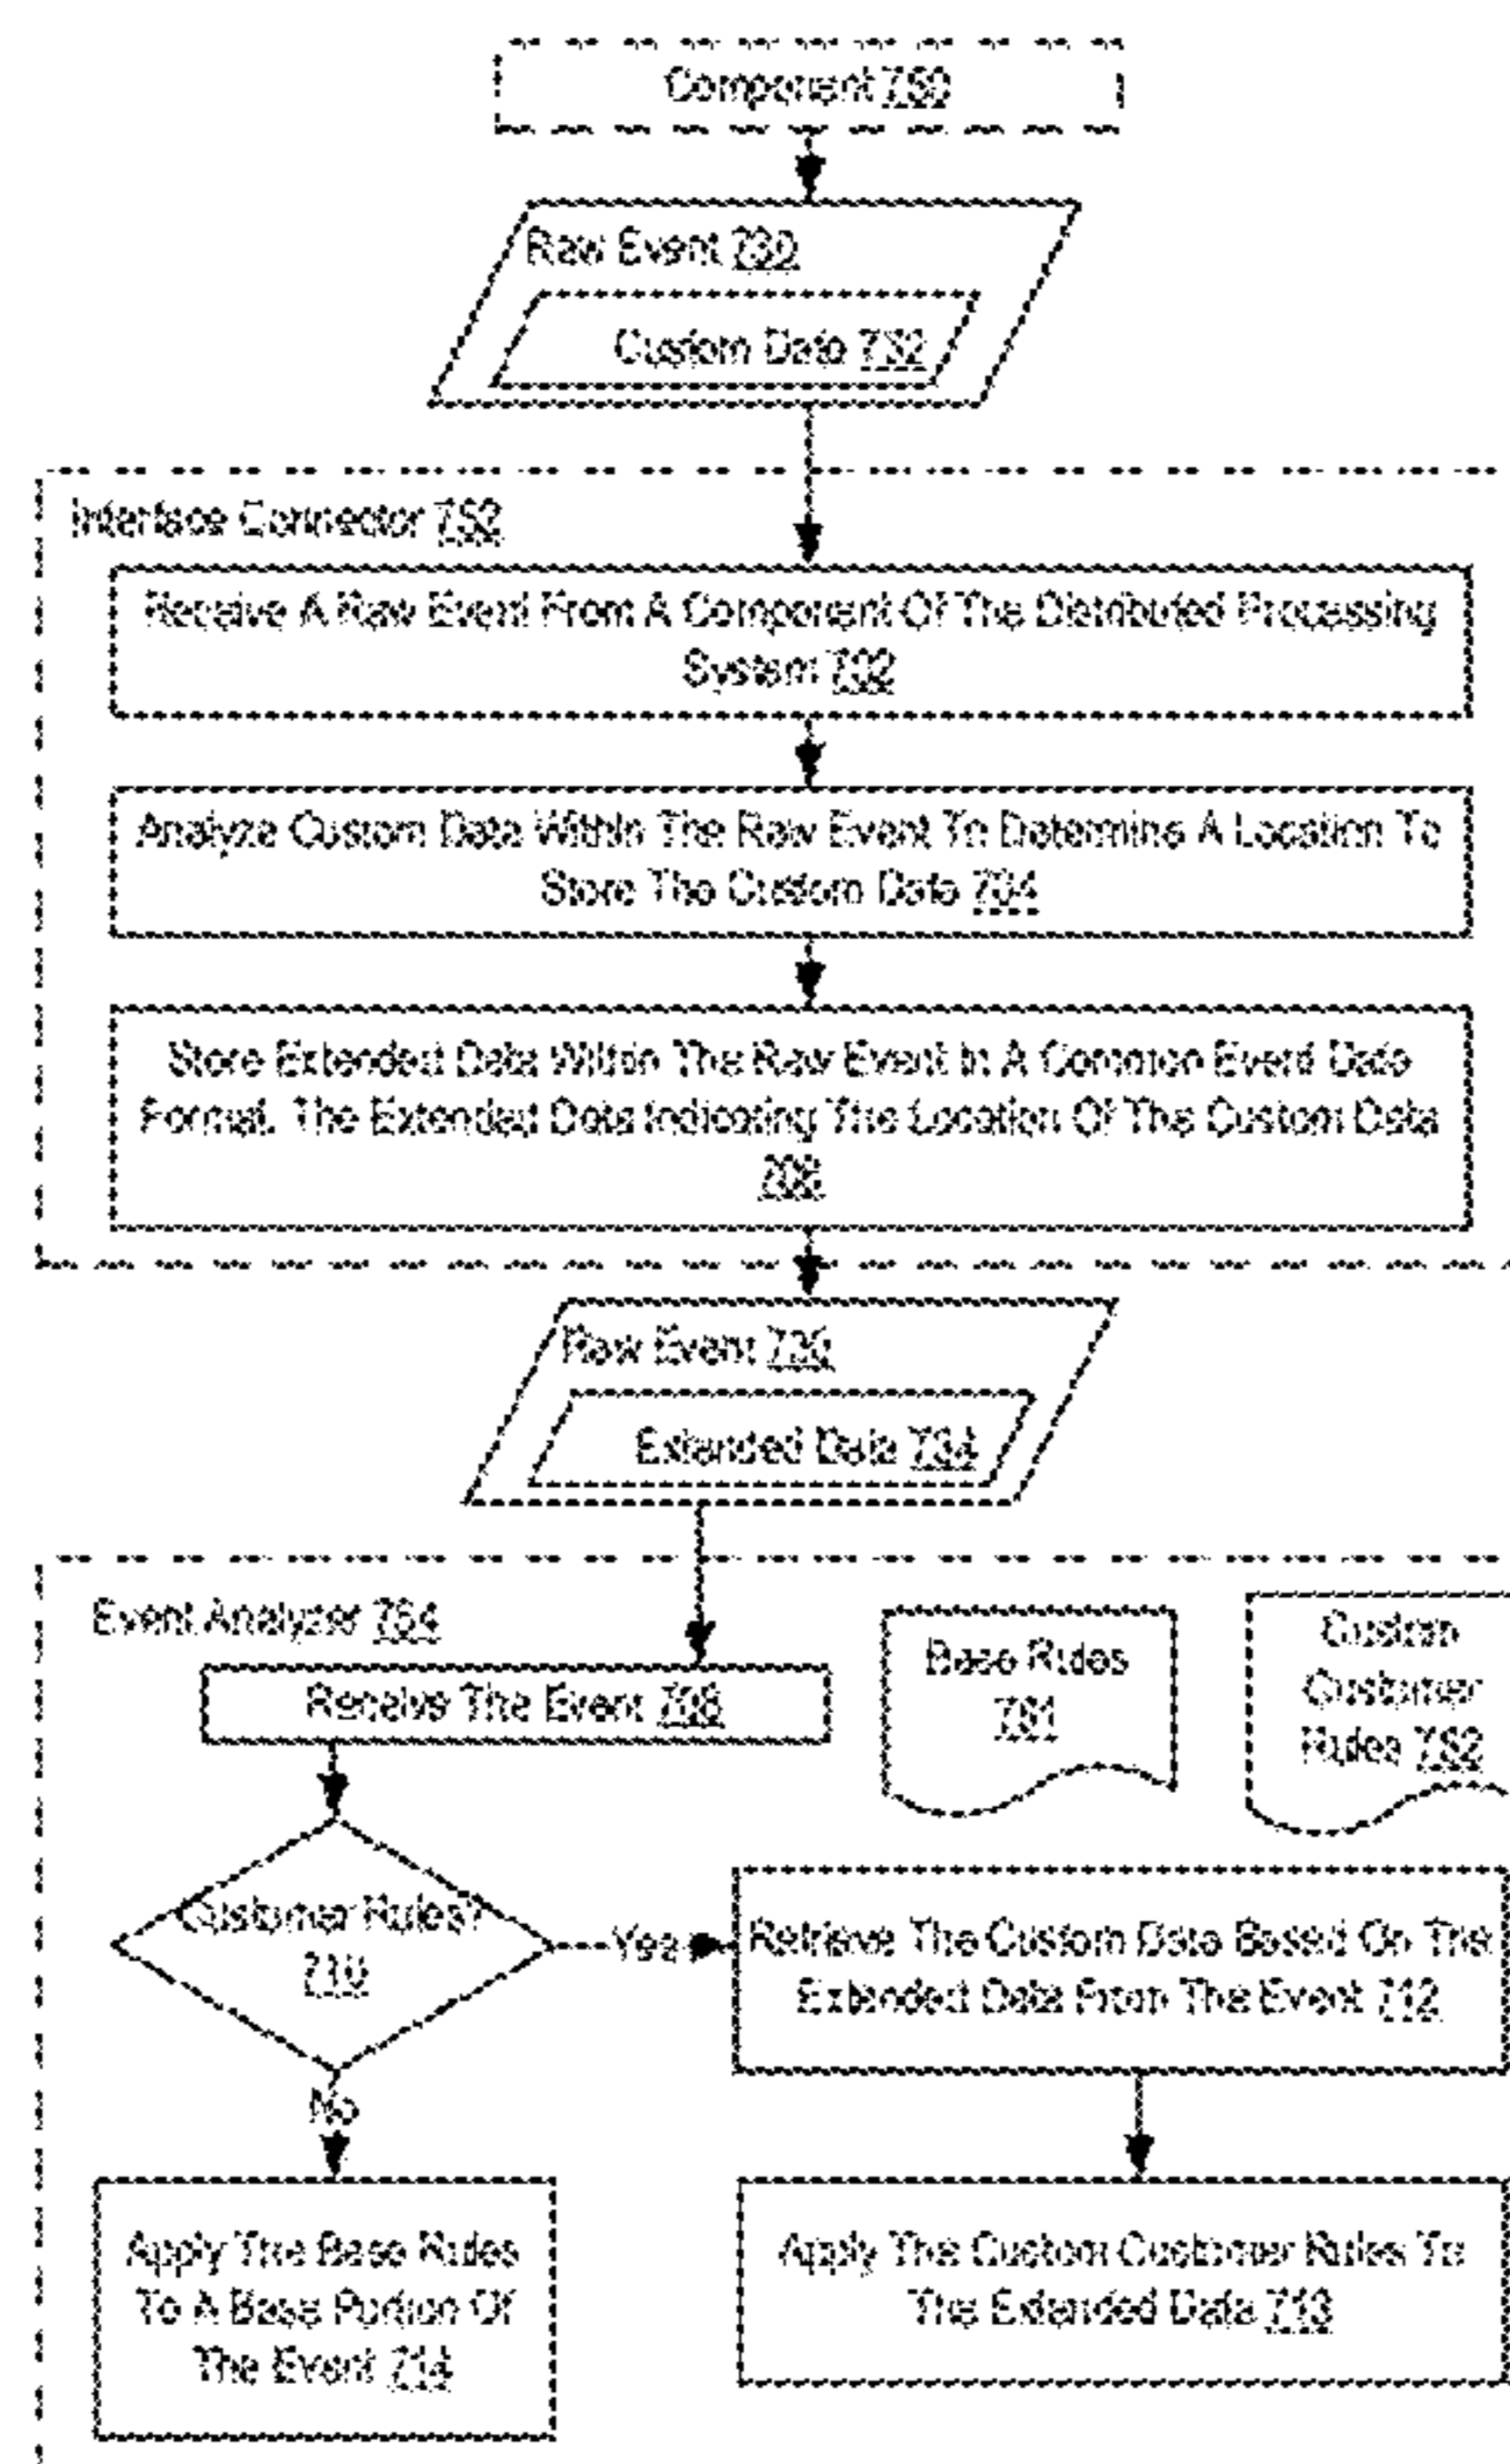 Component 750
Raw Event 730
Custom Data 732
Interface Connector 752
Receive A Raw Event From A Component Of The Distributed Processing
System 702
Analyze Custom Data Within The Raw Event To Determine A Location To
Store The Custom Data 704
Store Extended Data Within The Raw Event In A Common Event Data
Format, The Extended Data Indicating The Location Of The Custom Data
Raw Event 730
Extended Data 734
Event Analyzer 754
Receive The Event 708
Base Rules
781
Custom
Customer
Rules 782
Customer Rules?
710
Yes
Retrieve The Custom Data Based On The
Extended Data From The Event 712
No
Apply The Base Rules
To A Base Portion Of
The Event 714
Apply The Custom Customer Rules To
The Extended Data 713